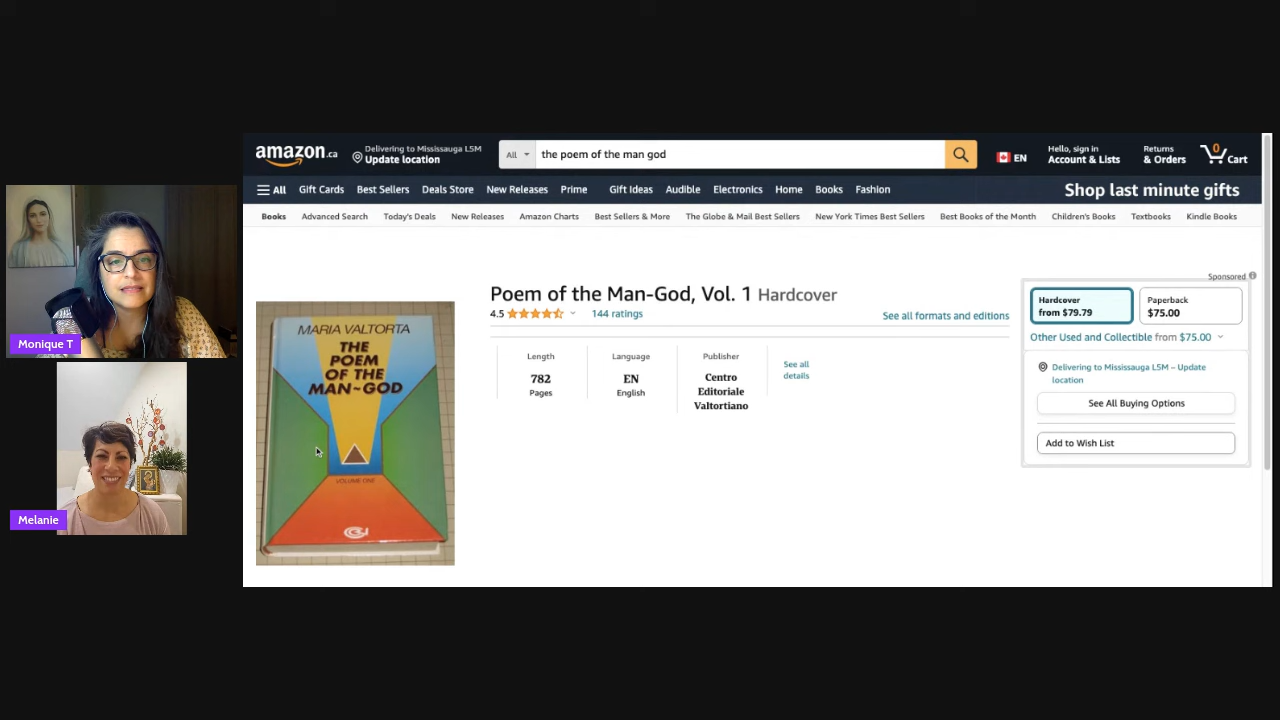 amazon.ca
Delivering to Mississauga L5M
Update location
All
the poem of the man god
EN
Hello, sign in
Account & Lists
Returns
& Orders
0
Cart
All
Gift Cards
Best Sellers
Deals Store
New Releases
Prime
Gift Ideas
Audible
Electronics
Home
Books
Fashion
Shop last minute gifts
Books
Advanced Search
Today's Deals
New Releases
Amazon Charts
Best Sellers & More
The Globe & Mail Best Sellers
New York Times Best Sellers
Best Books of the Month
Children's Books
Textbooks
Kindle Books
Monique T
Melanie
MARIA VALTORTA
THE
POEM
OF THE
MAN~GOD
VOLUME ONE
Poem of the Man-God, Vol. 1 Hardcover
4.5
144 ratings
See all formats and editions
Length
782
Pages
Language
EN
English
Publisher
Centro
Editoriale
Valtortiano
See all
details
Sponsored
Hardcover
from $79.79
Paperback
$75.00
Other Used and Collectible from $75.00
Delivering to Mississauga L5M – Update
location
See All Buying Options
Add to Wish List